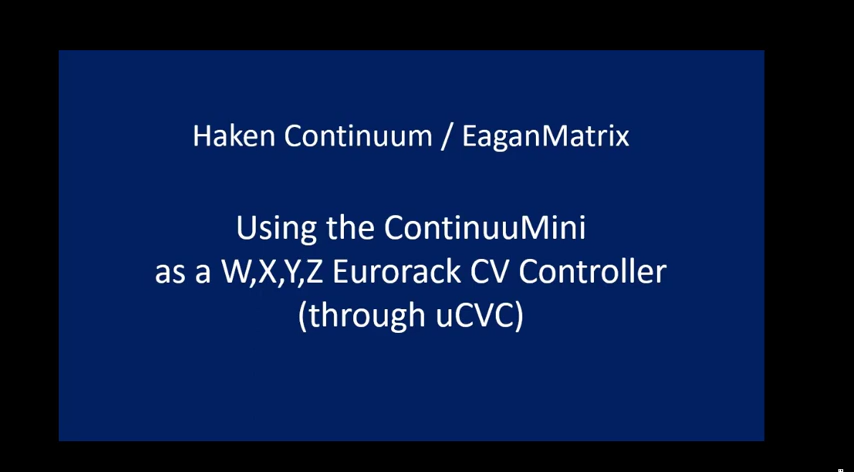 Haken Continuum / EaganMatrix
Using the ContinuuMini
as a W,X,Y,Z Eurorack CV Controller
(through uCVC)